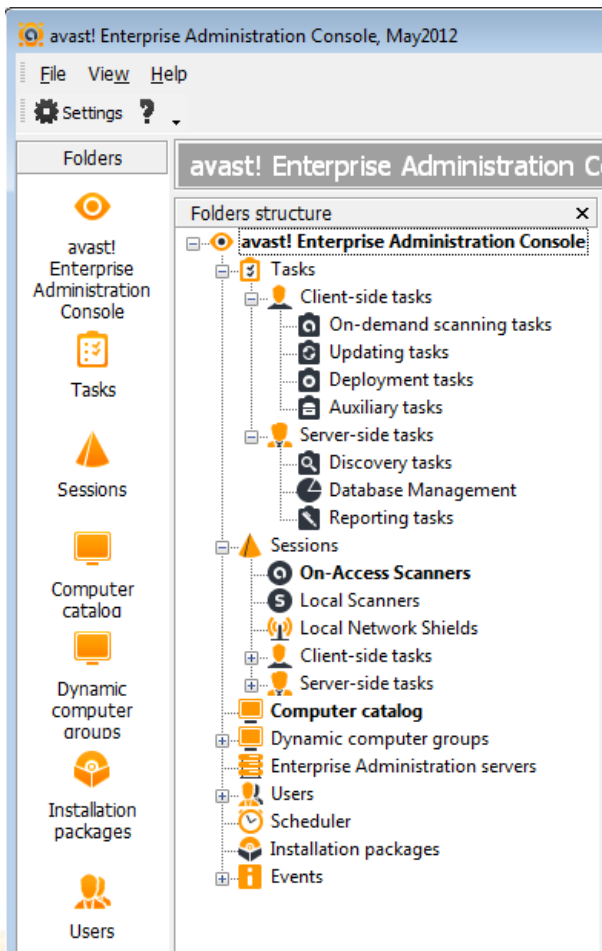 avast! Enterprise Administration Console, May2012
File View Help
Settings ?
Folders
avast! Enterprise Administration C
avast!
Enterprise
Administration
Console
Tasks
Sessions
Computer
catalog
Dynamic
computer
groups
Installation
packages
Users
Folders structure
avast! Enterprise Administration Console
Tasks
Client-side tasks
On-demand scanning tasks
Updating tasks
Deployment tasks
Auxiliary tasks
Server-side tasks
Discovery tasks
Database Management
Reporting tasks
Sessions
On-Access Scanners
Local Scanners
Local Network Shields
Client-side tasks
Server-side tasks
Computer catalog
Dynamic computer groups
Enterprise Administration servers
Users
Scheduler
Installation packages
Events